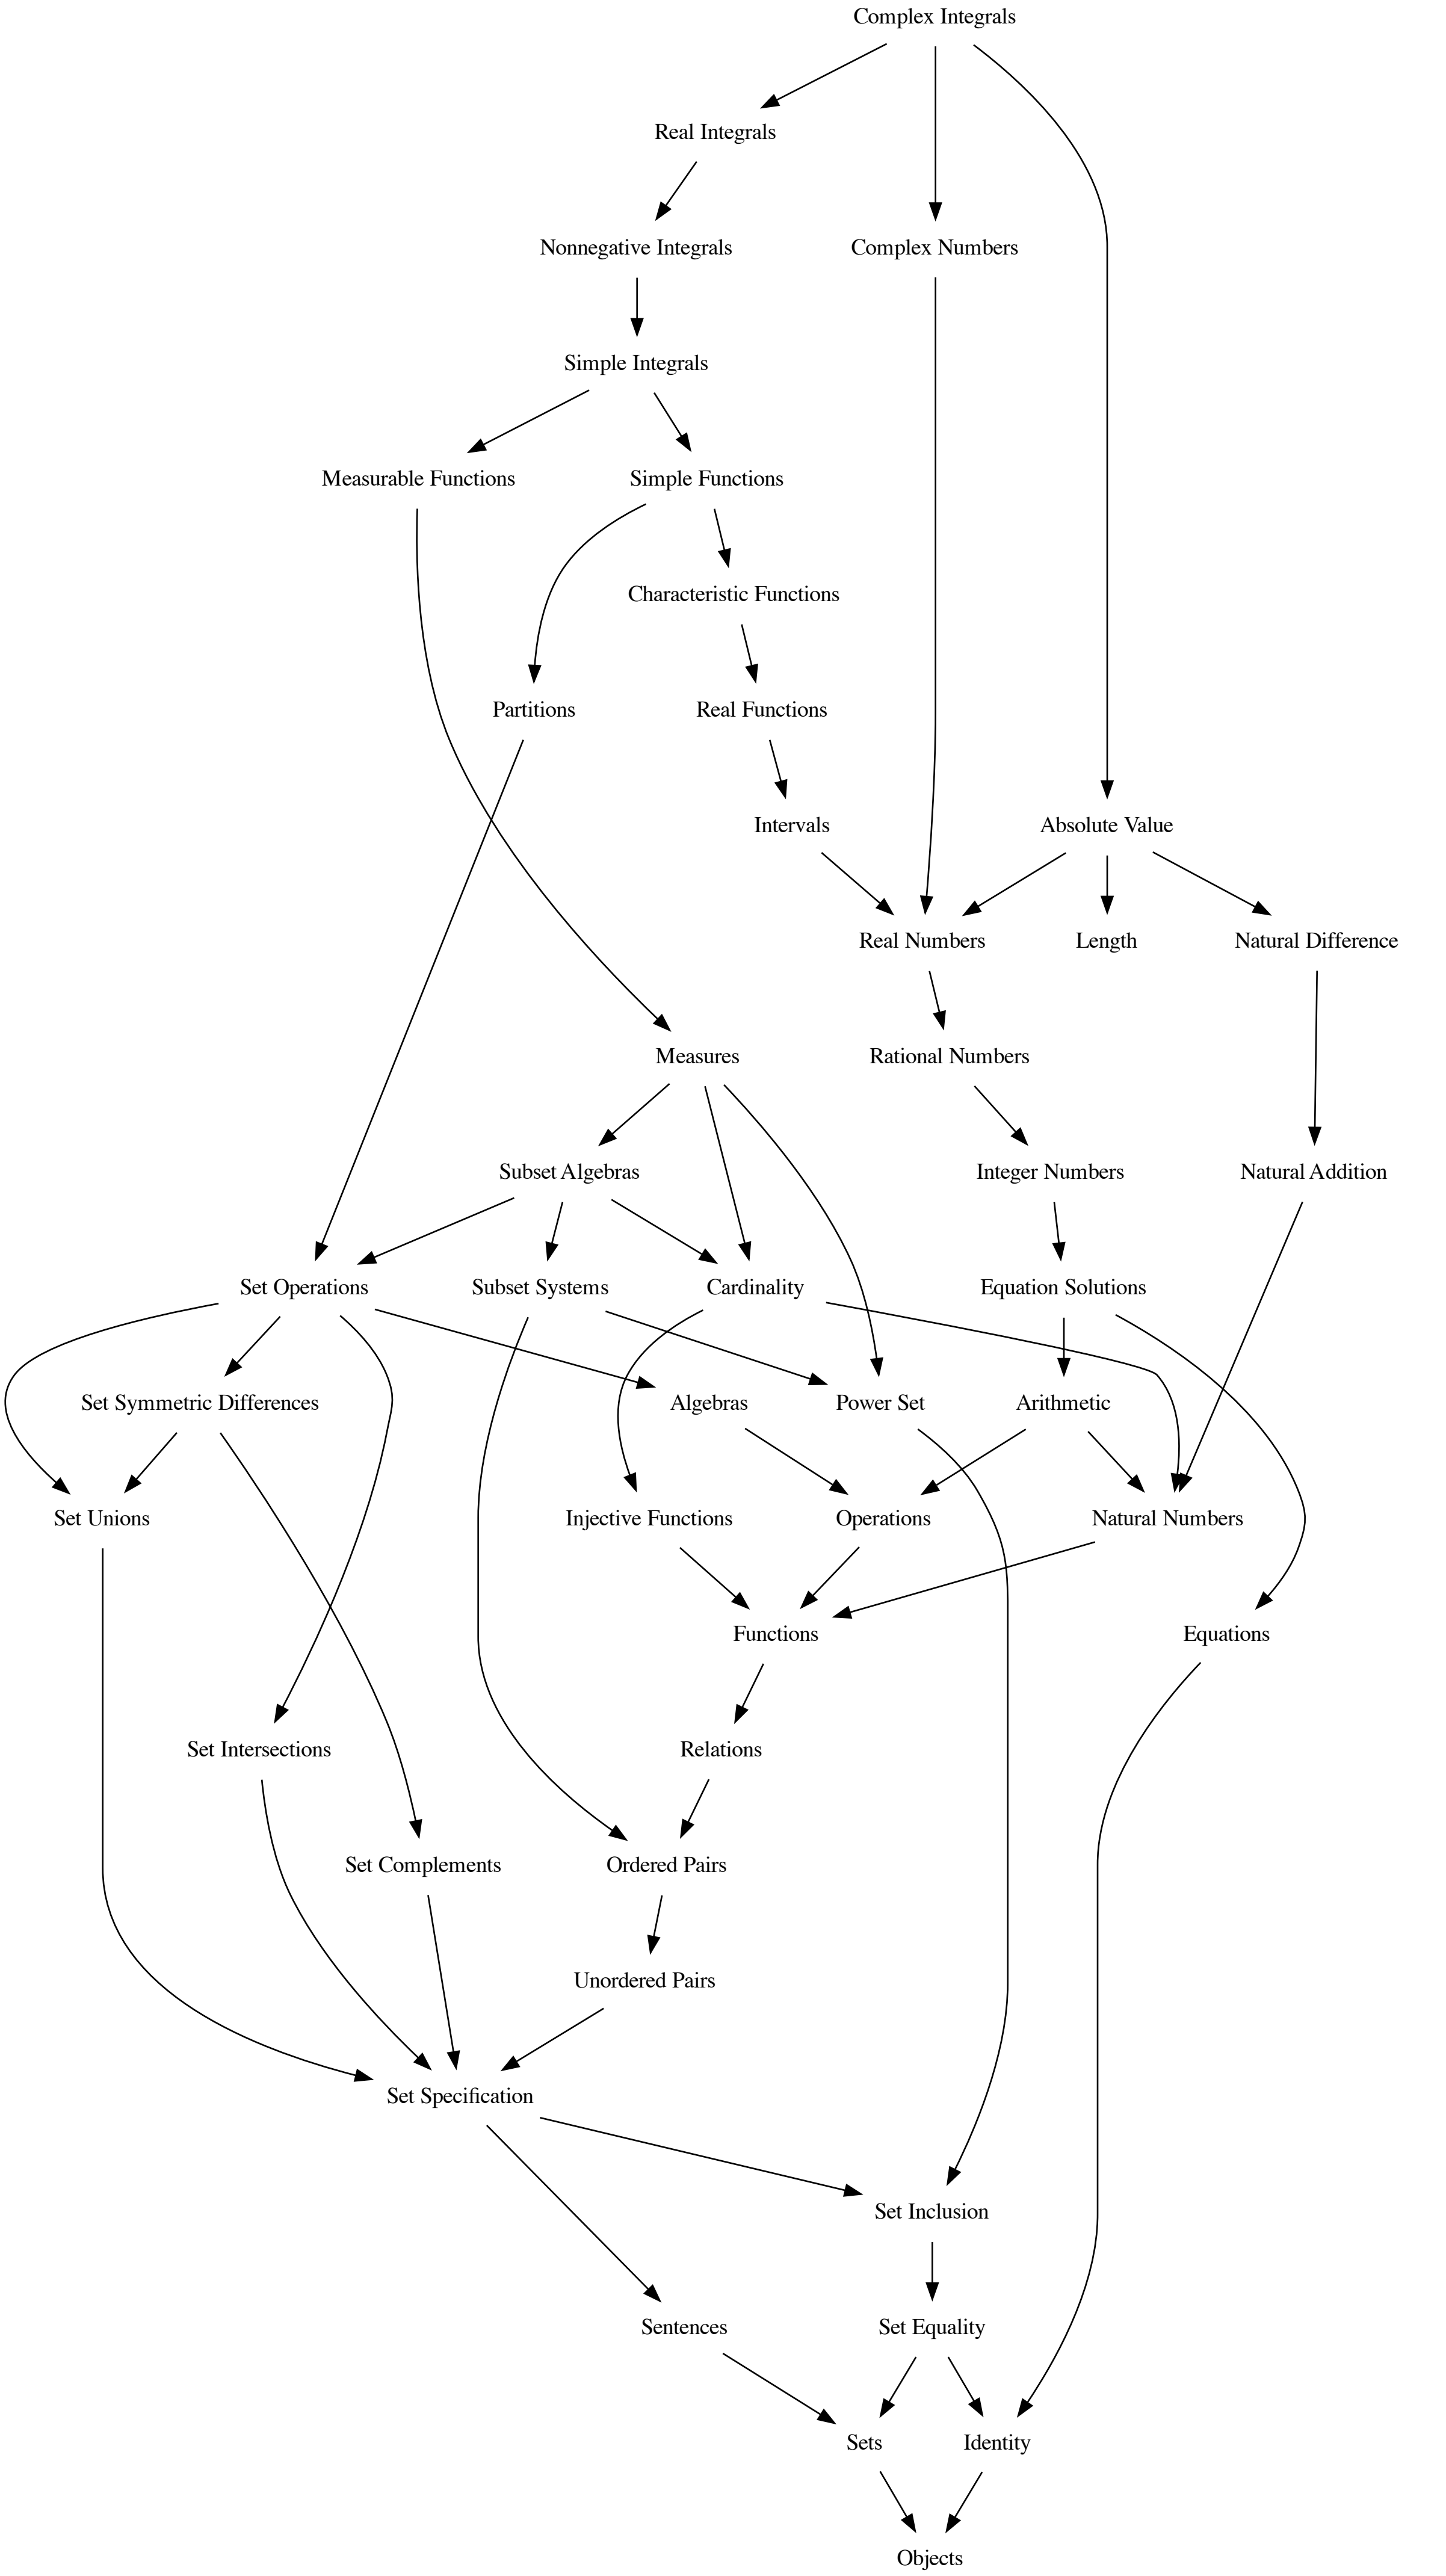 Complex Integrals
Real Integrals
Nonnegative Integrals
Complex Numbers
Simple Integrals
Measurable Functions
Simple Functions
Characteristic Functions
Partitions
Real Functions
Intervals
Absolute Value
Real Numbers
Length
Natural Difference
Measures
Rational Numbers
Subset Algebras
Integer Numbers
Natural Addition
Set Operations
Subset Systems
Cardinality
Equation Solutions
Set Symmetric Differences
Algebras
Power Set
Arithmetic
Set Unions
Injective Functions
Operations
Natural Numbers
Functions
Equations
Set Intersections
Relations
Set Complements
Ordered Pairs
Unordered Pairs
Set Specification
Set Inclusion
Sentences
Set Equality
Sets
Identity
Objects